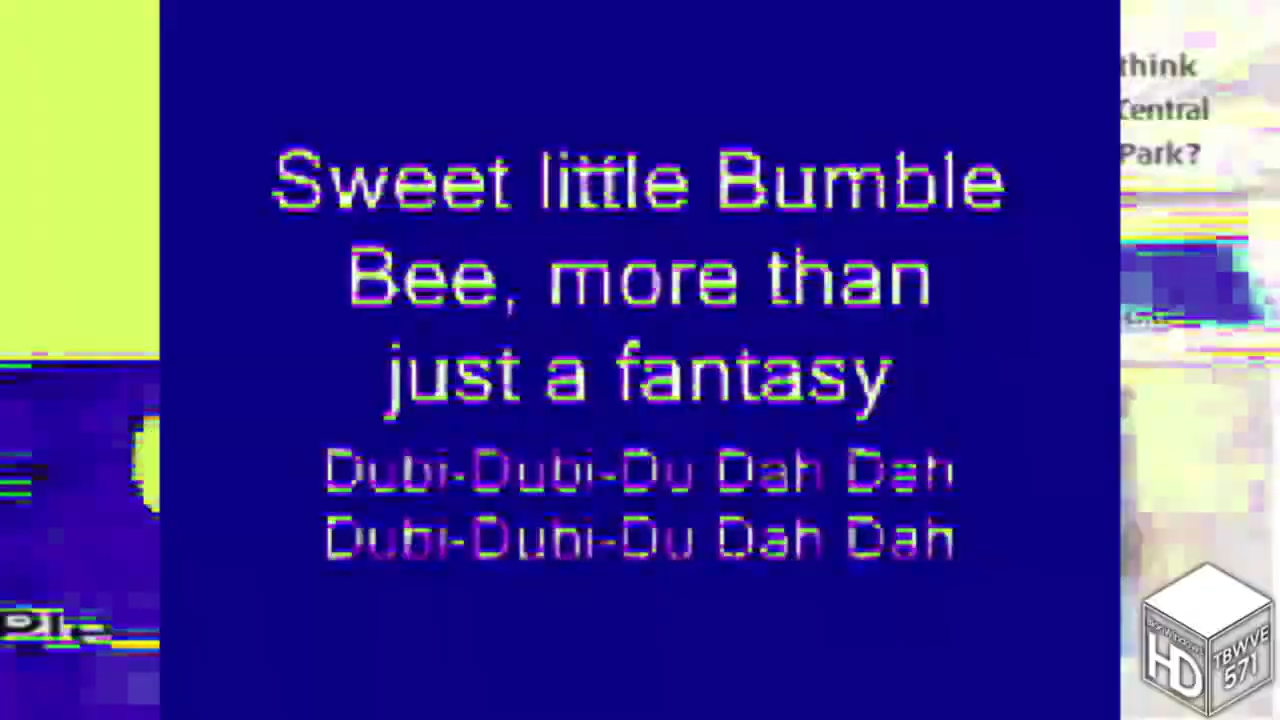 think
Central
Park?
Sweet little Bumble
Bee, more than
just a fantasy
Dubi-Dubi-Du Dah Dah
Dubi-Dubi-Du Dah Dah
HD
TBWVE
571